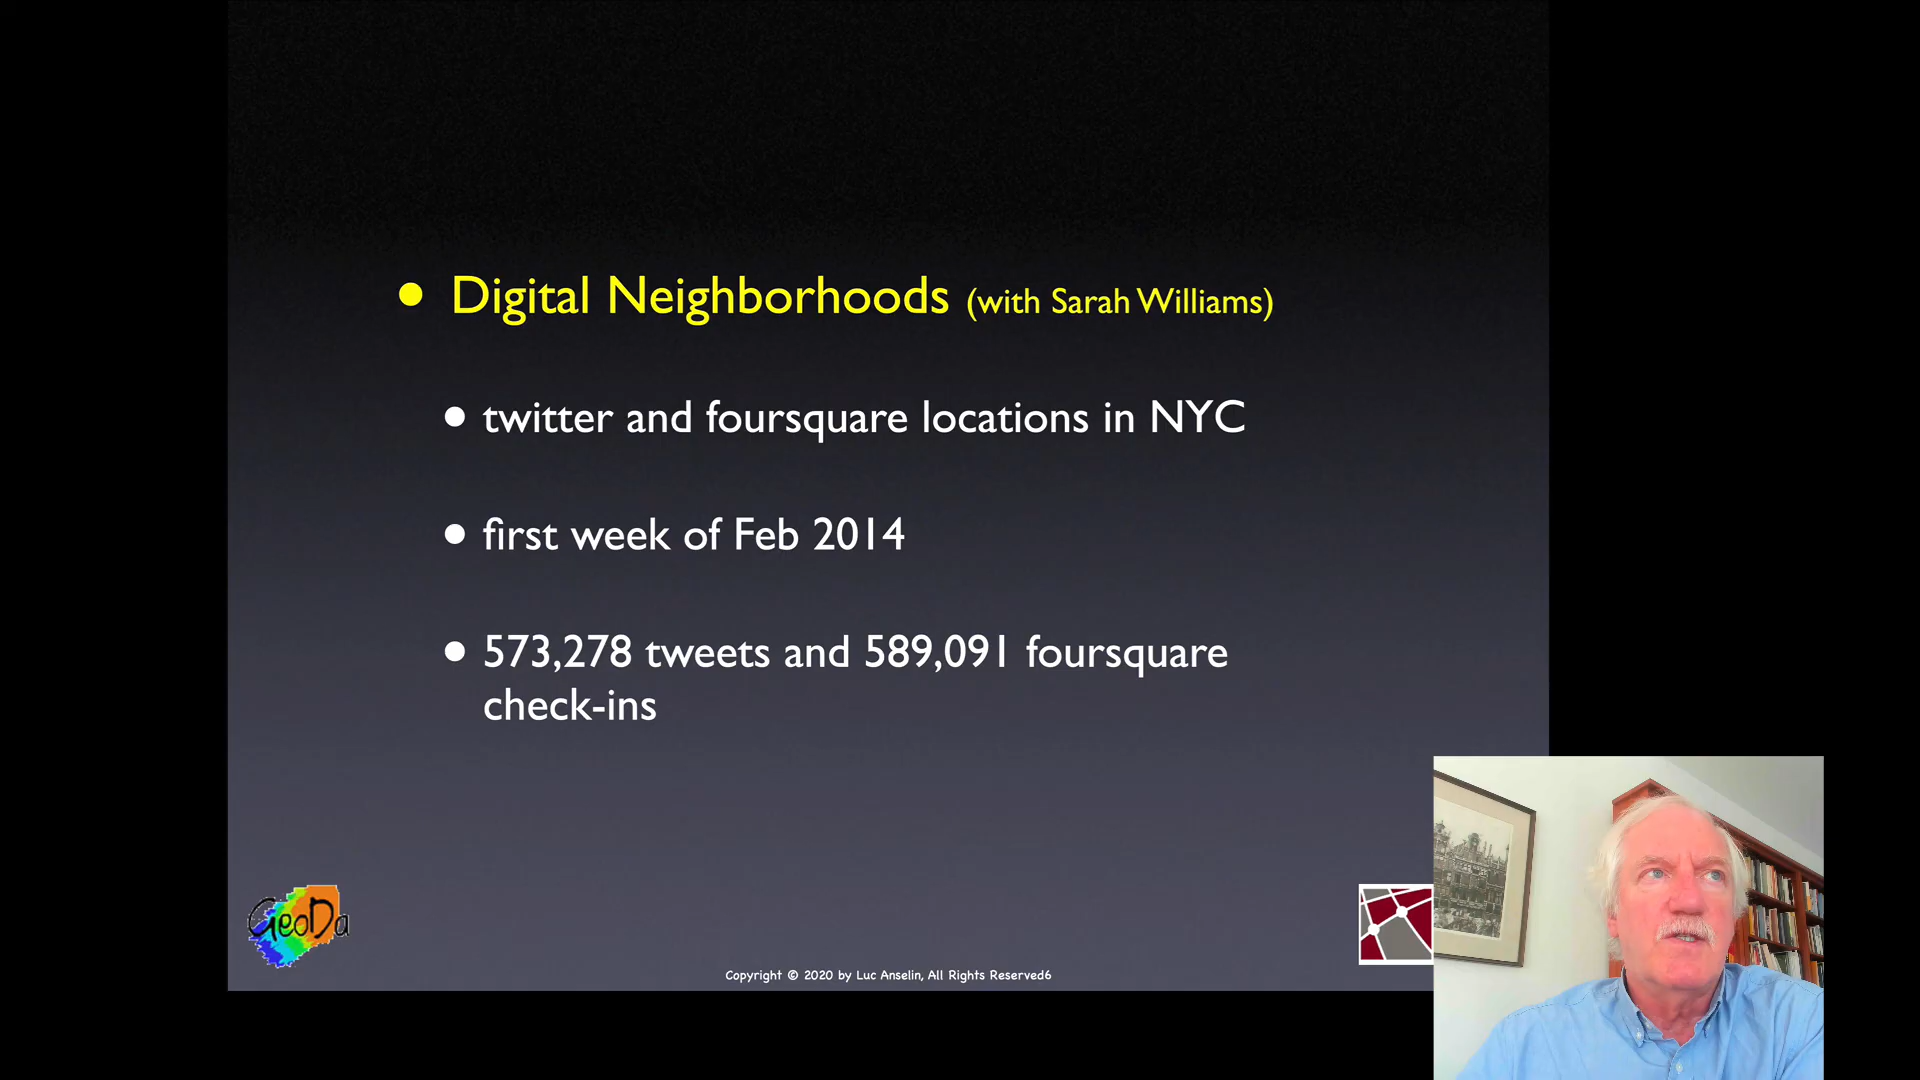 Digital Neighborhoods (with Sarah Williams)
twitter and foursquare locations in NYC
first week of Feb 2014
573,278 tweets and 589,091 foursquare
check-ins
GeoDa
Copyright © 2020 by Luc Anselin, All Rights Reserved6